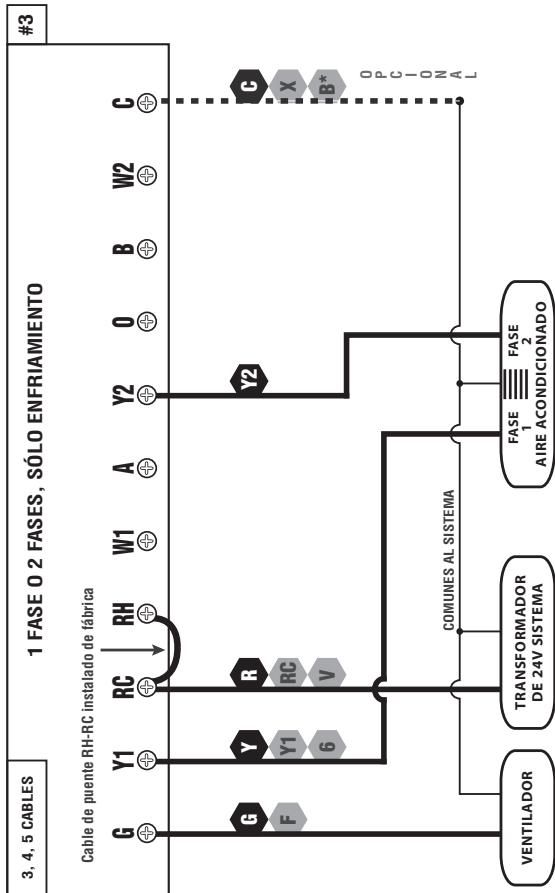 3, 4, 5 CABLES
1 FASE O 2 FASES, SÓLO ENFRIAMIENTO
#3
Cable de puente RH-RC instalado de fábrica
G
Y1
RC
RH
W1
A
Y2
O
B
W2
C
G
F
Y
Y1
6
R
RC
V
Y2
C
X
B*
OPCIONAL
COMUNES AL SISTEMA
VENTILADOR
TRANSFORMADOR
DE 24V SISTEMA
FASE
1
FASE
2
AIRE ACONDICIONADO